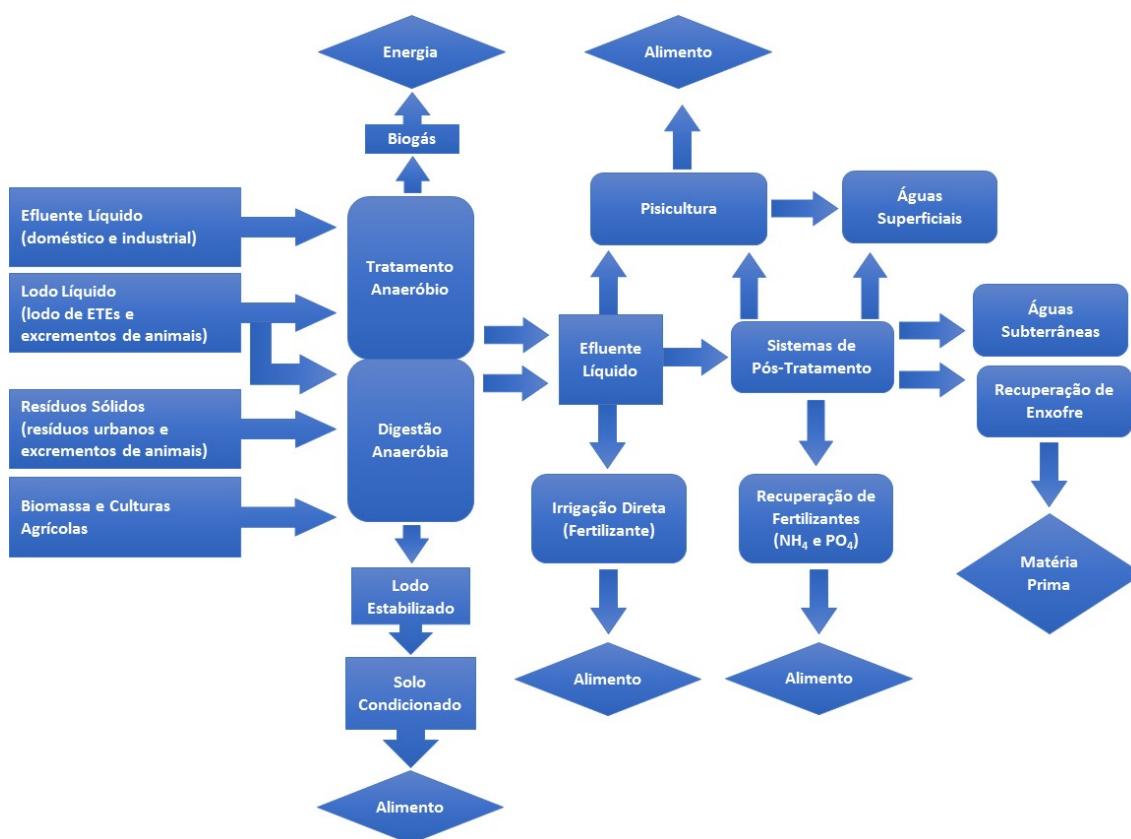 Energia
Alimento
Biogás
Pisicultura
Águas
Superficiais
Efluente Líquido
(doméstico e industrial)
Tratamento
Anaeróbio
Lodo Líquido
(lodo de ETEs e
excrementos de animais)
Efluente
Líquido
Sistemas de
Pós-Tratamento
Águas
Subterrâneas
Recuperação de
Enxofre
Resíduos Sólidos
(resíduos urbanos e
excrementos de animais)
Digestão
Anaeróbia
Biomassa e Culturas
Agrícolas
Irrigação Direta
(Fertilizante)
Recuperação de
Fertilizantes
(NH₄ e PO₄)
Matéria
Prima
Lodo
Estabilizado
Solo
Condicionado
Alimento
Alimento
Alimento